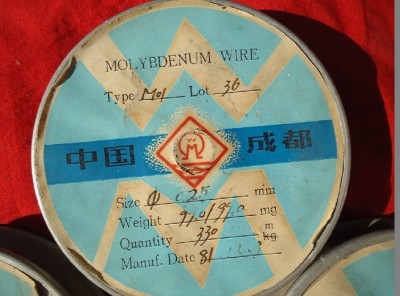 MOLYBDENUM WIRE
Type Mo1 Lot 36
中国 成都
Size Φ 0.25 mm
Weight mg
Quantity 330 m
kg
Manuf. Date 81